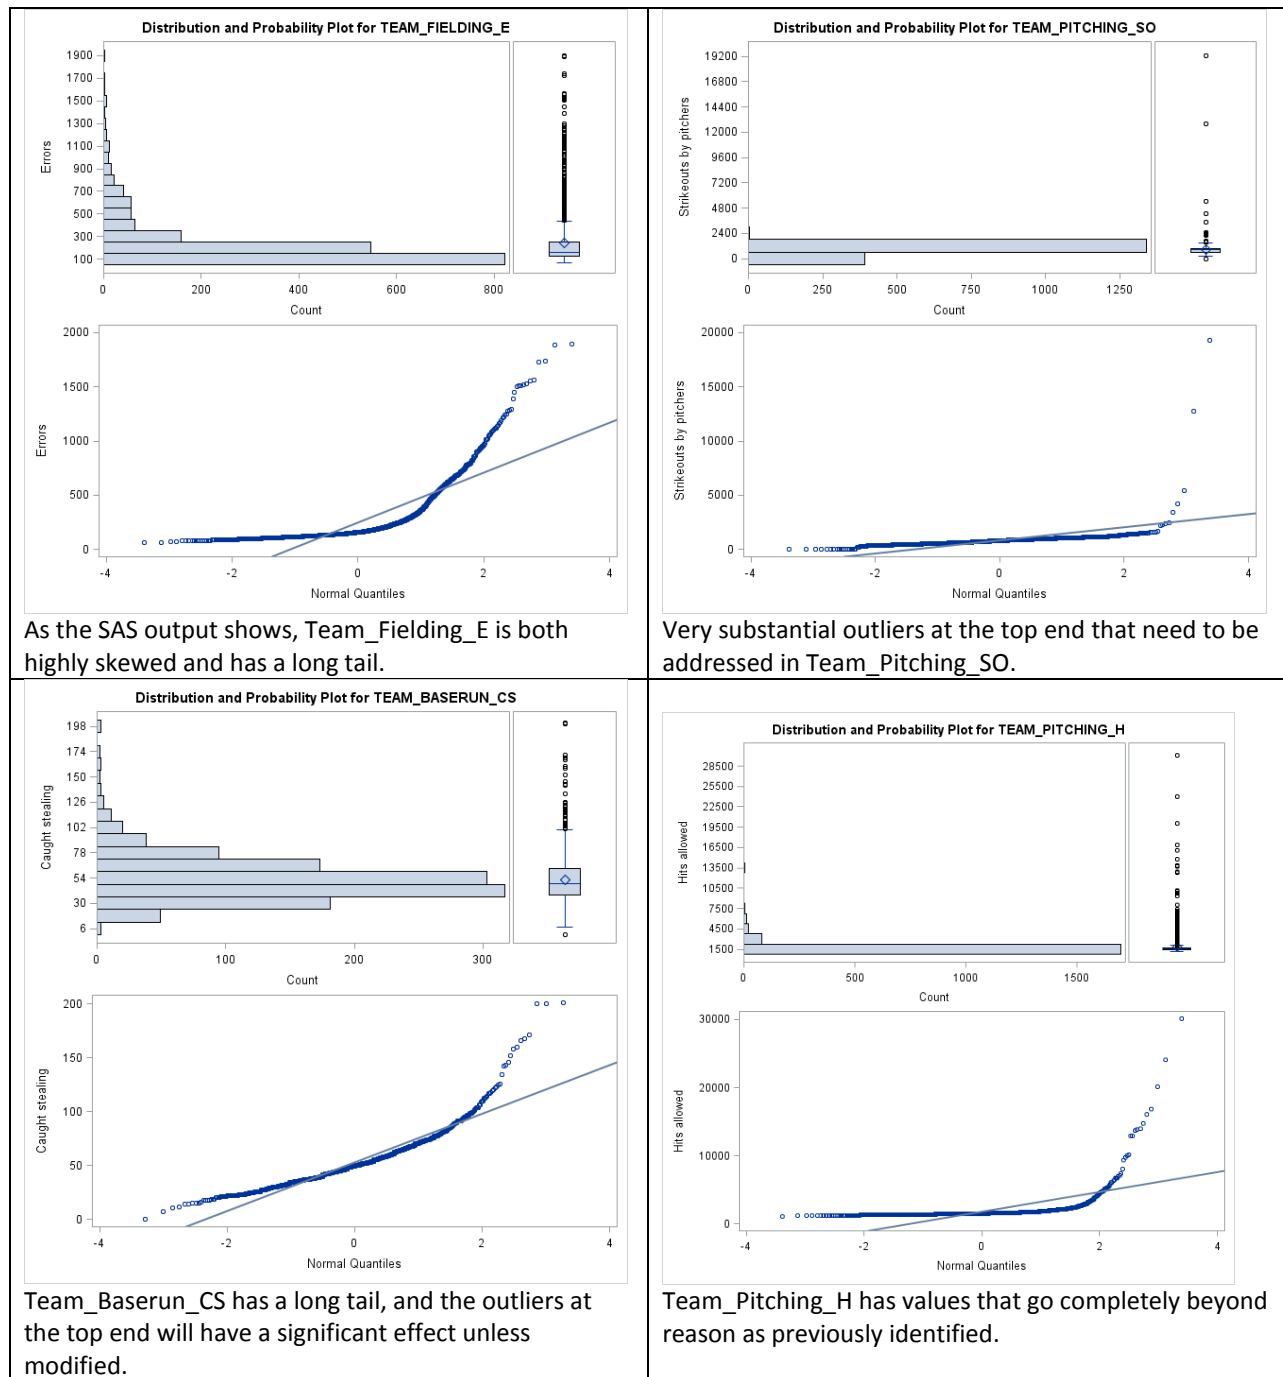 Distribution and Probability Plot for TEAM_FIELDING_E
1900
1700
1500
1300
1100
900
700
500
300
100
Errors
0 200 400 600 800
Count
2000
1500
1000
500
0
Errors
-4 -2 0 2 4
Normal Quantiles
As the SAS output shows, Team_Fielding_E is both
highly skewed and has a long tail.
Distribution and Probability Plot for TEAM_PITCHING_SO
19200
16800
14400
12000
9600
7200
4800
2400
0
Strikeouts by pitchers
0 250 500 750 1000 1250
Count
20000
15000
10000
5000
0
Strikeouts by pitchers
-4 -2 0 2 4
Normal Quantiles
Very substantial outliers at the top end that need to be
addressed in Team_Pitching_SO.
Distribution and Probability Plot for TEAM_BASERUN_CS
198
174
150
126
102
78
54
30
6
Caught stealing
0 100 200 300
Count
200
150
100
50
0
Caught stealing
-4 -2 0 2 4
Normal Quantiles
Team_Baserun_CS has a long tail, and the outliers at
the top end will have a significant effect unless
modified.
Distribution and Probability Plot for TEAM_PITCHING_H
28500
25500
22500
19500
16500
13500
10500
7500
4500
1500
Hits allowed
0 500 1000 1500
Count
30000
20000
10000
0
Hits allowed
-4 -2 0 2 4
Normal Quantiles
Team_Pitching_H has values that go completely beyond
reason as previously identified.